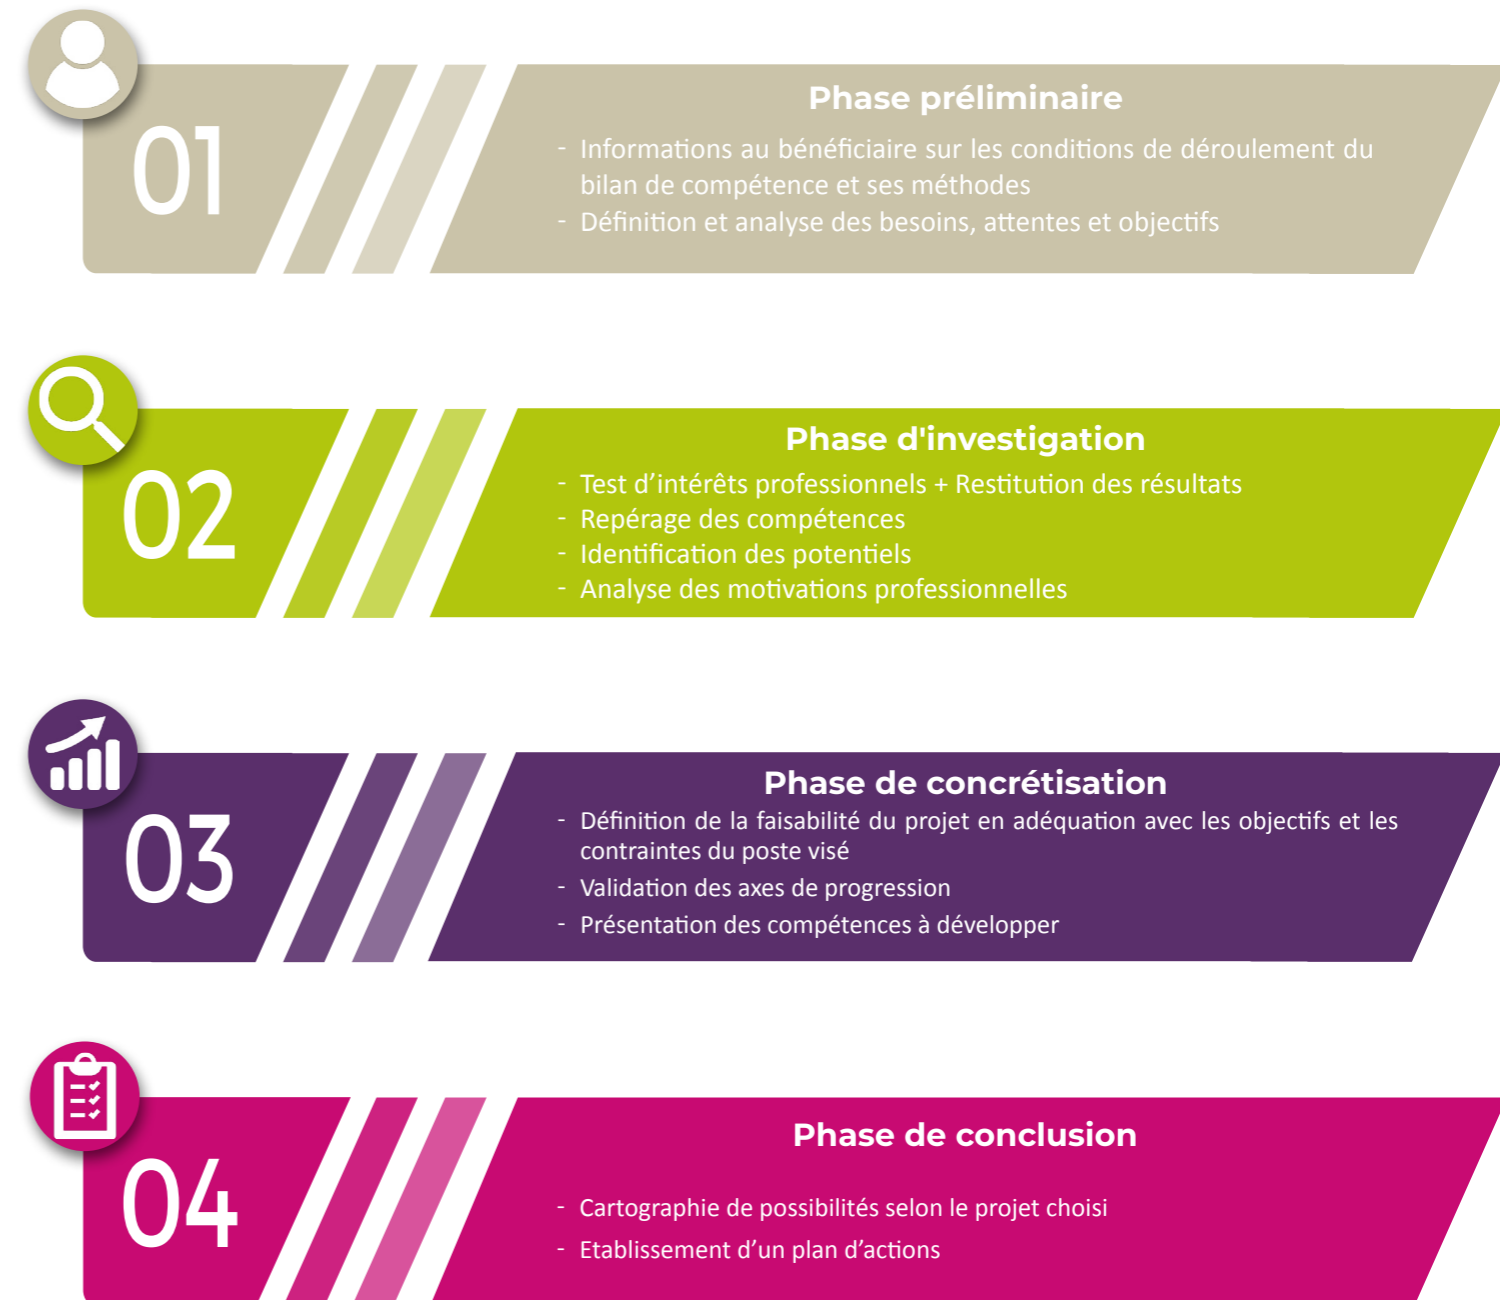 01
Phase préliminaire
- Informations au bénéficiaire sur les conditions de déroulement du
bilan de compétence et ses méthodes
- Définition et analyse des besoins, attentes et objectifs
02
Phase d'investigation
- Test d’intérêts professionnels + Restitution des résultats
- Repérage des compétences
- Identification des potentiels
- Analyse des motivations professionnelles
03
Phase de concrétisation
- Définition de la faisabilité du projet en adéquation avec les objectifs et les
contraintes du poste visé
- Validation des axes de progression
- Présentation des compétences à développer
04
Phase de conclusion
- Cartographie de possibilités selon le projet choisi
- Etablissement d’un plan d’actions